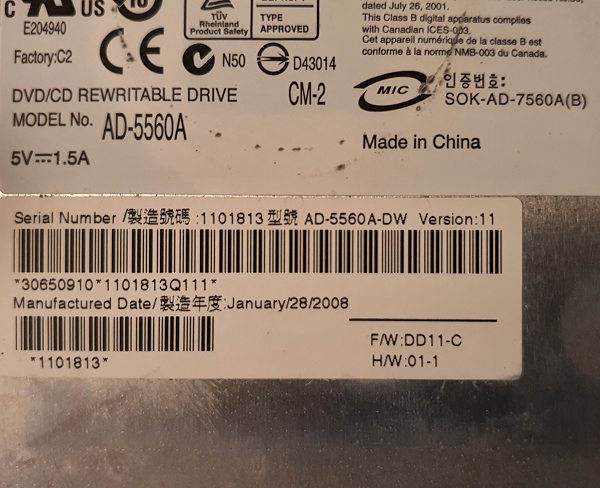 dated July 26, 2001.
C US
This Class B digital apparatus complies
with Canadian ICES-003.
E204940
TÜV
Rheinland
Product Safety
TYPE
APPROVED
Cet appareil numérique de la classe B est
conforme à la norme NMB-003 du Canada.
Factory:C2
CE
N50
D43014
MIC
인증번호:
SOK-AD-7560A(B)
DVD/CD REWRITABLE DRIVE
CM-2
MODEL No. AD-5560A
Made in China
5V⎓1.5A
Serial Number /製造號碼:1101813 型號 AD-5560A-DW Version:11
*30650910*1101813Q111*
Manufactured Date/製造年度:January/28/2008
F/W:DD11-C
*1101813*
H/W:01-1